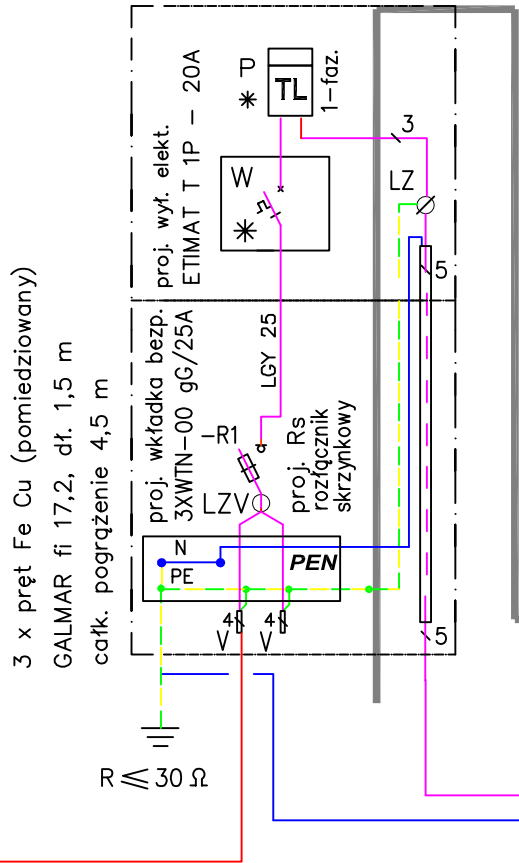 3 x pręt Fe Cu (pomiedziowany)
GALMAR fi 17,2, dł. 1,5 m
całk. pogrążenie 4,5 m
proj. wył. elekt.
ETIMAT T 1P - 20A
P
*
TL
1-faz.
W
*
3
LZ
5
proj. wkładka bezp.
3XWTN-00 gG/25A
LGY 25
-R1
LZV
proj. Rs
rozłącznik
skrzynkowy
N
PE
PEN
4
V
4
V
5
R ≤ 30 Ω